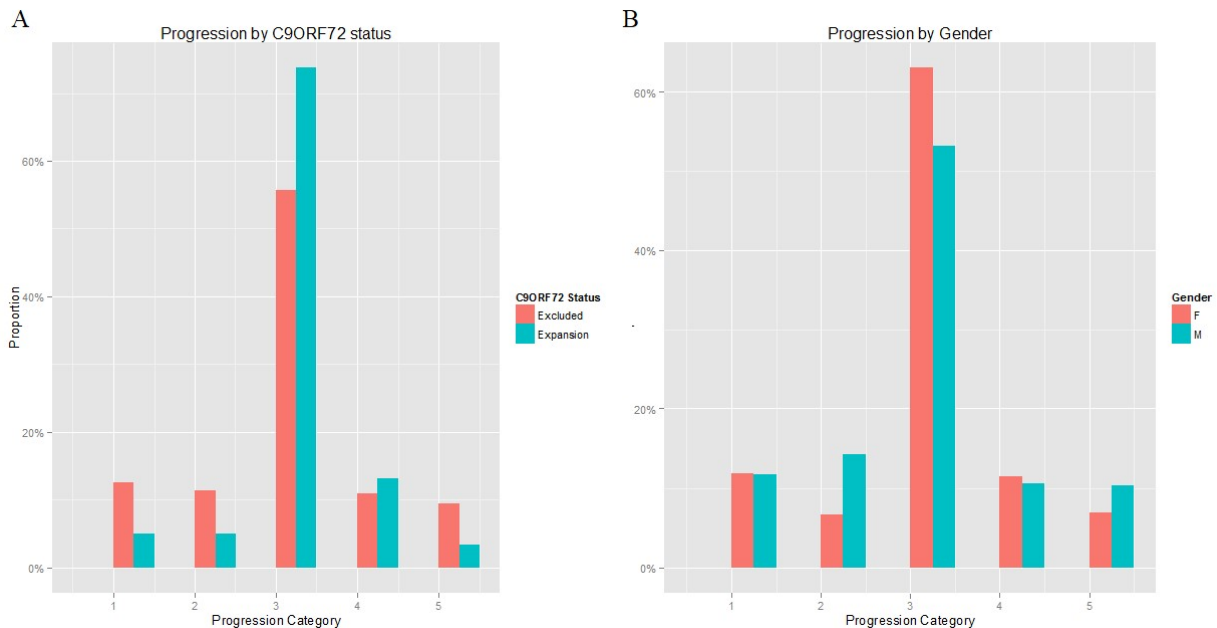 A
Progression by C9ORF72 status
Proportion
60%
40%
20%
0%
1 2 3 4 5
Progression Category
C9ORF72 Status
Excluded
Expansion
B
Progression by Gender
60%
40%
20%
0%
1 2 3 4 5
Progression Category
Gender
F
M